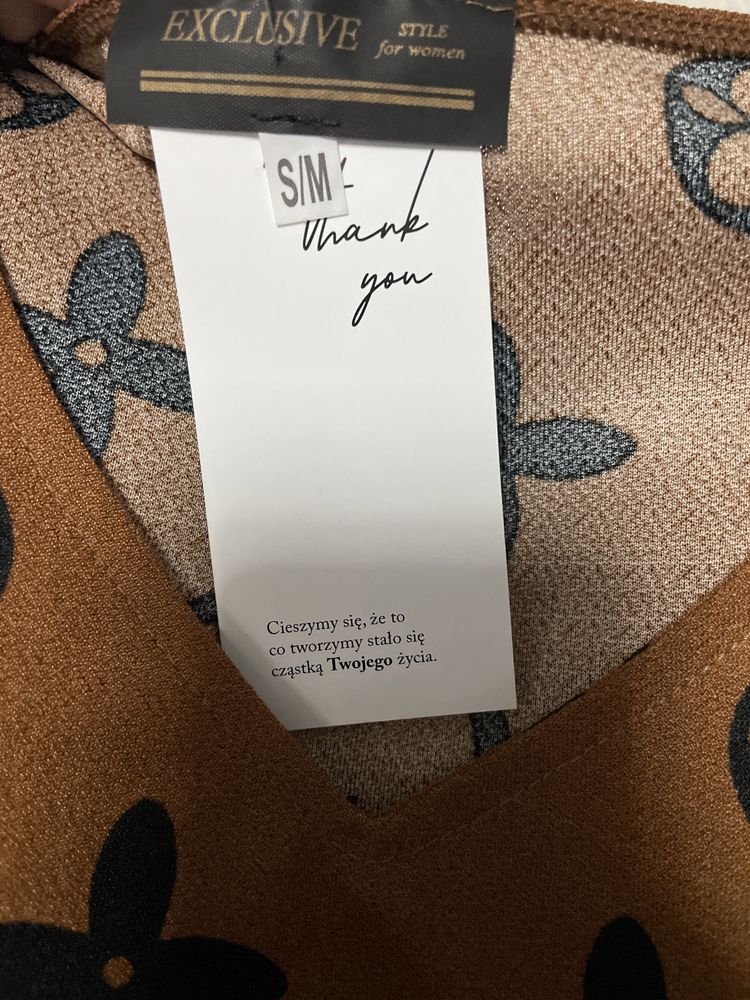 EXCLUSIVE STYLE
for women
S/M
thank
you
Cieszymy się, że to
co tworzymy stało się
cząstką Twojego życia.